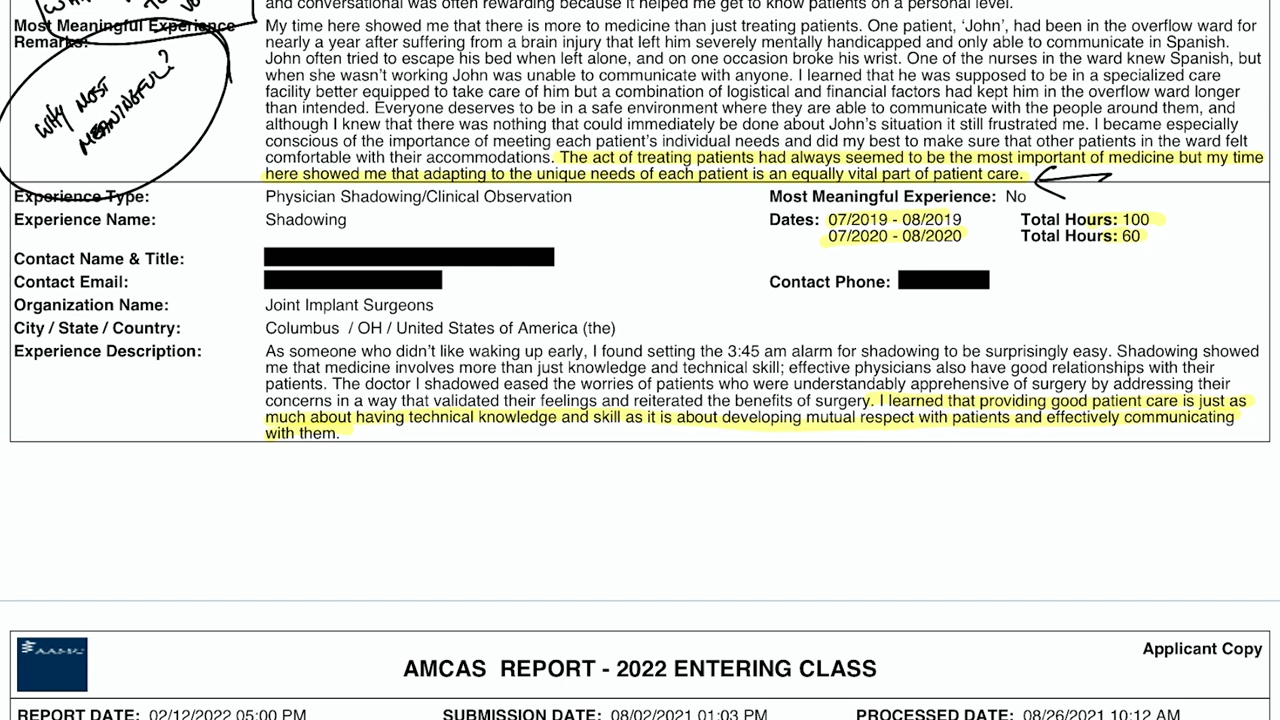 and conversational was often rewarding because it helped me get to know patients on a personal level.
Most Meaningful Experience My time here showed me that there is more to medicine than just treating patients. One patient, ‘John’, had been in the overflow ward for
Remarks: nearly a year after suffering from a brain injury that left him severely mentally handicapped and only able to communicate in Spanish.
John often tried to escape his bed when left alone, and on one occasion broke his wrist. One of the nurses in the ward knew Spanish, but
when she wasn’t working John was unable to communicate with anyone. I learned that he was supposed to be in a specialized care
facility better equipped to take care of him but a combination of logistical and financial factors had kept him in the overflow ward longer
than intended. Everyone deserves to be in a safe environment where they are able to communicate with the people around them, and
although I knew that there was nothing that could immediately be done about John’s situation it still frustrated me. I became especially
conscious of the importance of meeting each patient’s individual needs and did my best to make sure that other patients in the ward felt
comfortable with their accommodations. The act of treating patients had always seemed to be the most important of medicine but my time
here showed me that adapting to the unique needs of each patient is an equally vital part of patient care.
WHY MOST
MEANINGFUL?
Experience Type: Physician Shadowing/Clinical Observation Most Meaningful Experience: No
Experience Name: Shadowing Dates: 07/2019 - 08/2019 Total Hours: 100
07/2020 - 08/2020 Total Hours: 60
Contact Name & Title:
Contact Email: Contact Phone:
Organization Name: Joint Implant Surgeons
City / State / Country: Columbus / OH / United States of America (the)
Experience Description: As someone who didn’t like waking up early, I found setting the 3:45 am alarm for shadowing to be surprisingly easy. Shadowing showed
me that medicine involves more than just knowledge and technical skill; effective physicians also have good relationships with their
patients. The doctor I shadowed eased the worries of patients who were understandably apprehensive of surgery by addressing their
concerns in a way that validated their feelings and reiterated the benefits of surgery. I learned that providing good patient care is just as
much about having technical knowledge and skill as it is about developing mutual respect with patients and effectively communicating
with them.
AAMC
Applicant Copy
AMCAS REPORT - 2022 ENTERING CLASS
REPORT DATE: 02/12/2022 05:00 PM SUBMISSION DATE: 08/02/2021 01:03 PM PROCESSED DATE: 08/26/2021 10:12 AM